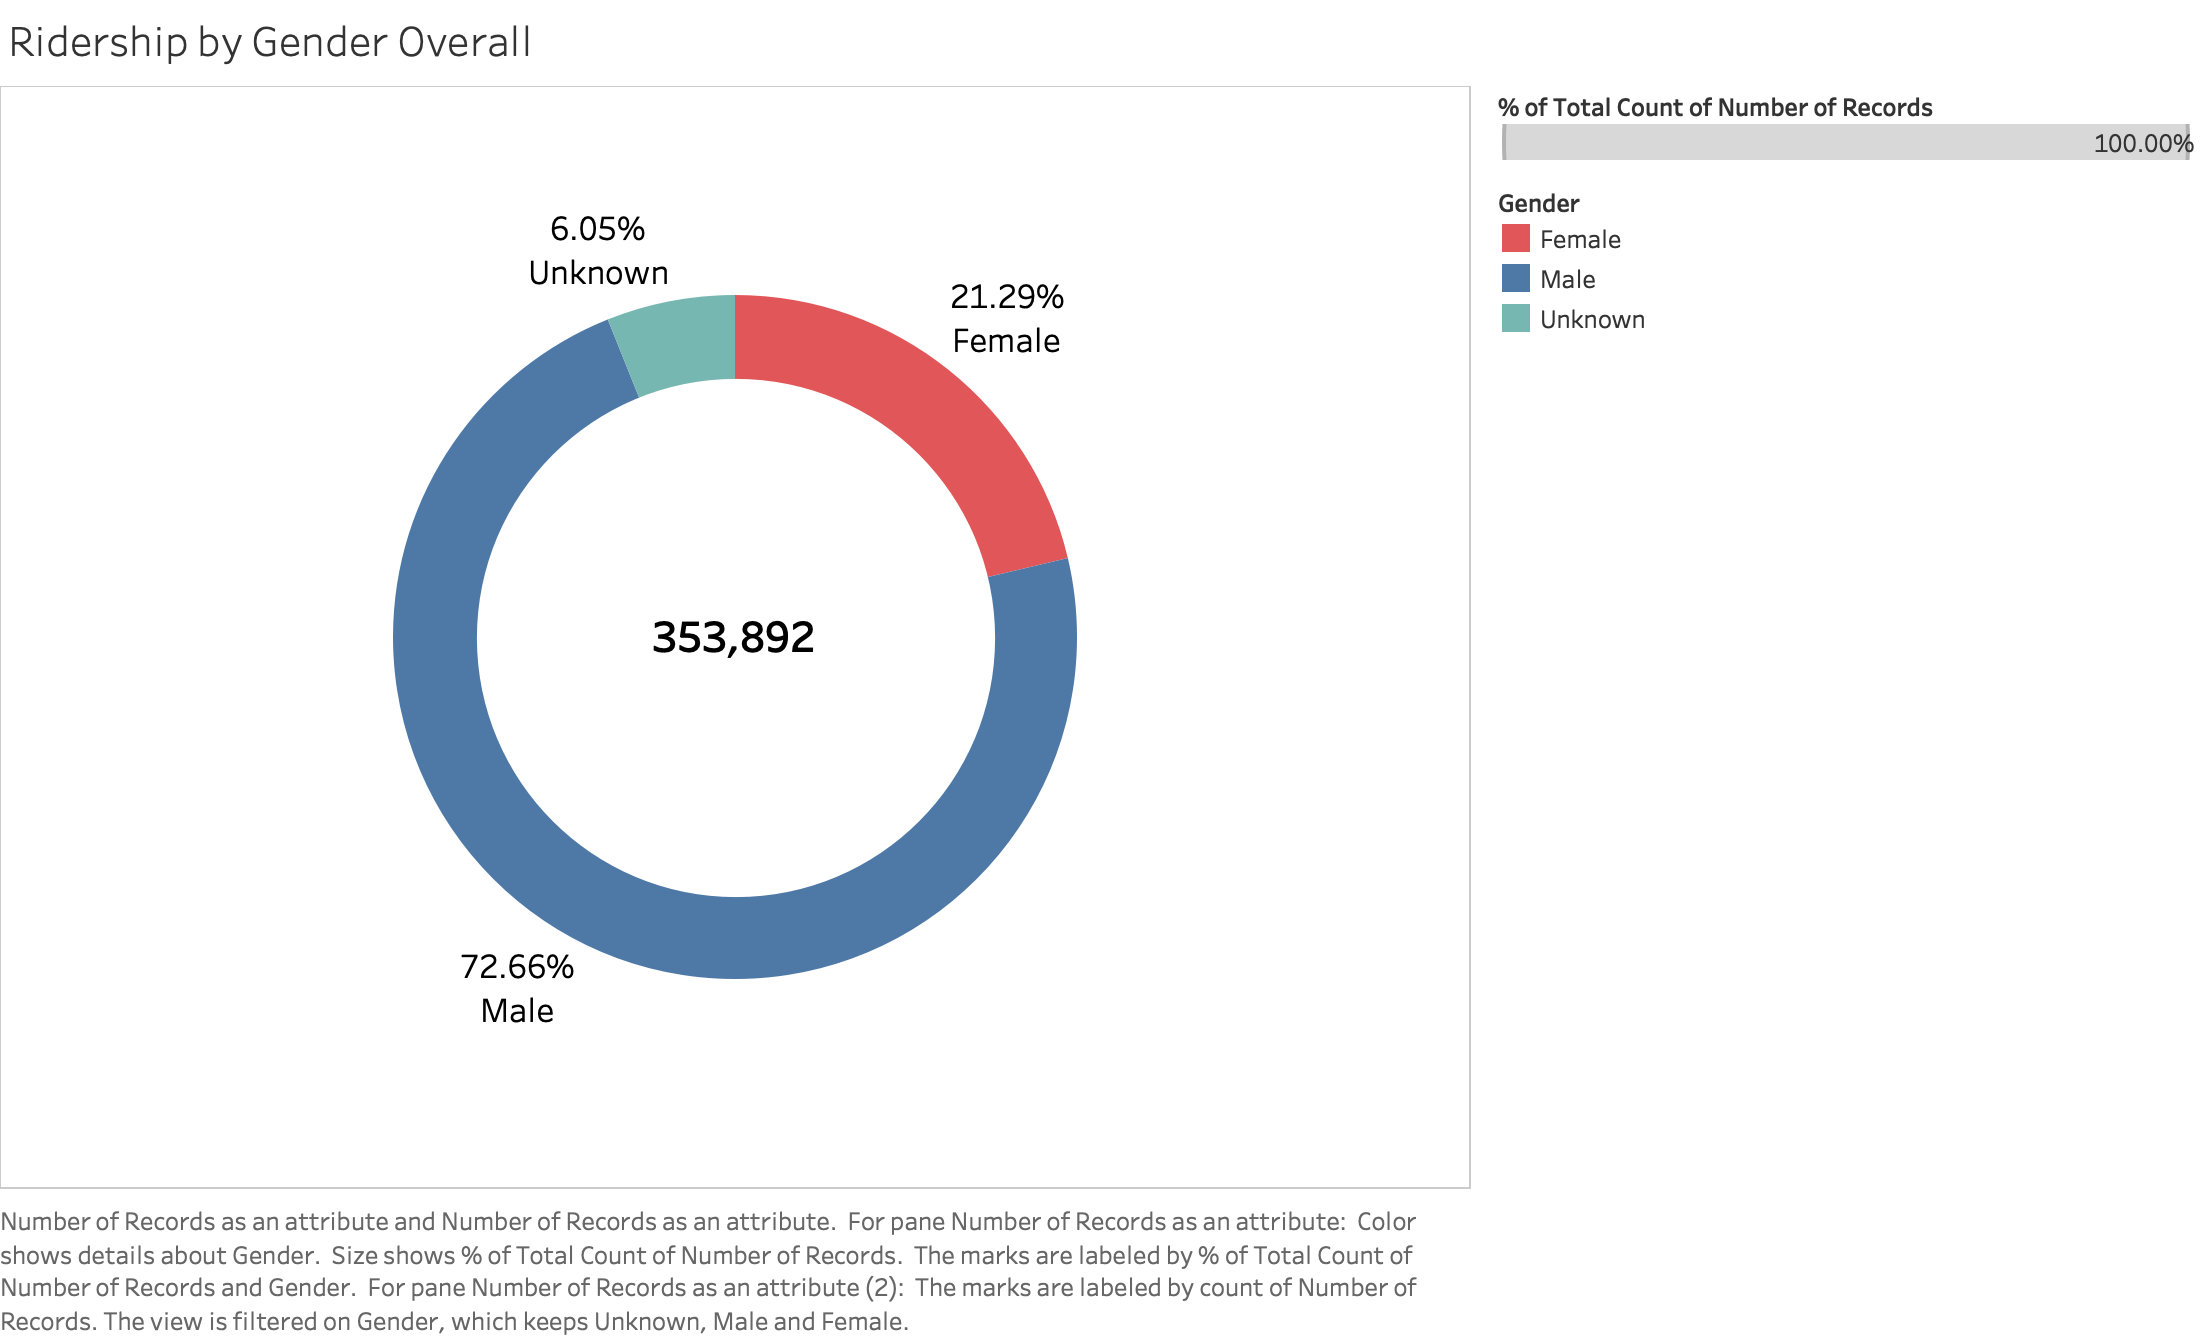 Ridership by Gender Overall
% of Total Count of Number of Records
100.00%
Gender
Female
Male
Unknown
6.05%
Unknown
21.29%
Female
353,892
72.66%
Male
Number of Records as an attribute and Number of Records as an attribute.  For pane Number of Records as an attribute:  Color
shows details about Gender.  Size shows % of Total Count of Number of Records.  The marks are labeled by % of Total Count of
Number of Records and Gender.  For pane Number of Records as an attribute (2):  The marks are labeled by count of Number of
Records. The view is filtered on Gender, which keeps Unknown, Male and Female.